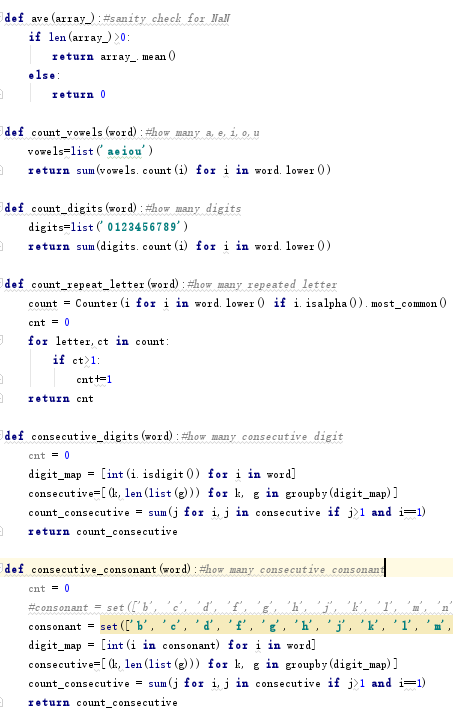 def ave(array_):#sanity check for NaN
    if len(array_)>0:
        return array_.mean()
    else:
        return 0

def count_vowels(word):#how many a,e,i,o,u
    vowels=list('aeiou')
    return sum(vowels.count(i) for i in word.lower())

def count_digits(word):#how many digits
    digits=list('0123456789')
    return sum(digits.count(i) for i in word.lower())

def count_repeat_letter(word):#how many repeated letter
    count = Counter(i for i in word.lower() if i.isalpha()).most_common()
    cnt = 0
    for letter,ct in count:
        if ct>1:
            cnt+=1
    return cnt

def consecutive_digits(word):#how many consecutive digit
    cnt = 0
    digit_map = [int(i.isdigit()) for i in word]
    consecutive=[(k,len(list(g))) for k, g in groupby(digit_map)]
    count_consecutive = sum(j for i,j in consecutive if j>1 and i==1)
    return count_consecutive

def consecutive_consonant(word):#how many consecutive consonant
    cnt = 0
    #consonant = set(['b', 'c', 'd', 'f', 'g', 'h', 'j', 'k', 'l', 'm', 'n'
    consonant = set(['b', 'c', 'd', 'f', 'g', 'h', 'j', 'k', 'l', 'm',
    digit_map = [int(i in consonant) for i in word]
    consecutive=[(k,len(list(g))) for k, g in groupby(digit_map)]
    count_consecutive = sum(j for i,j in consecutive if j>1 and i==1)
    return count_consecutive